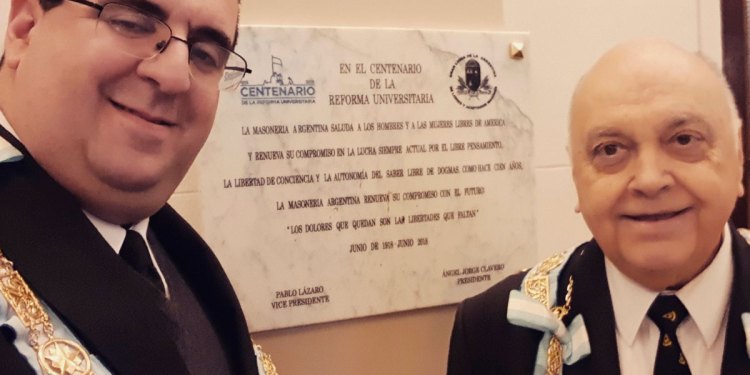 CENTENARIO
DE LA REFORMA UNIVERSITARIA
EN EL CENTENARIO
DE LA
REFORMA UNIVERSITARIA
LA MASONERIA ARGENTINA SALUDA A LOS HOMBRES Y A LAS MUJERES LIBRES DE AMERICA
Y RENUEVA SU COMPROMISO EN LA LUCHA SIEMPRE ACTUAL POR EL LIBRE PENSAMIENTO,
LA LIBERTAD DE CONCIENCIA Y LA AUTONOMÍA DEL SABER LIBRE DE DOGMAS. COMO HACE CIEN AÑOS,
LA MASONERIA ARGENTINA RENUEVA SU COMPROMISO CON EL FUTURO:
"LOS DOLORES QUE QUEDAN SON LAS LIBERTADES QUE FALTAN"
JUNIO DE 1918-JUNIO 2018
PABLO LÁZARO
VICE PRESIDENTE
ÁNGEL JORGE CLAVERO
PRESIDENTE